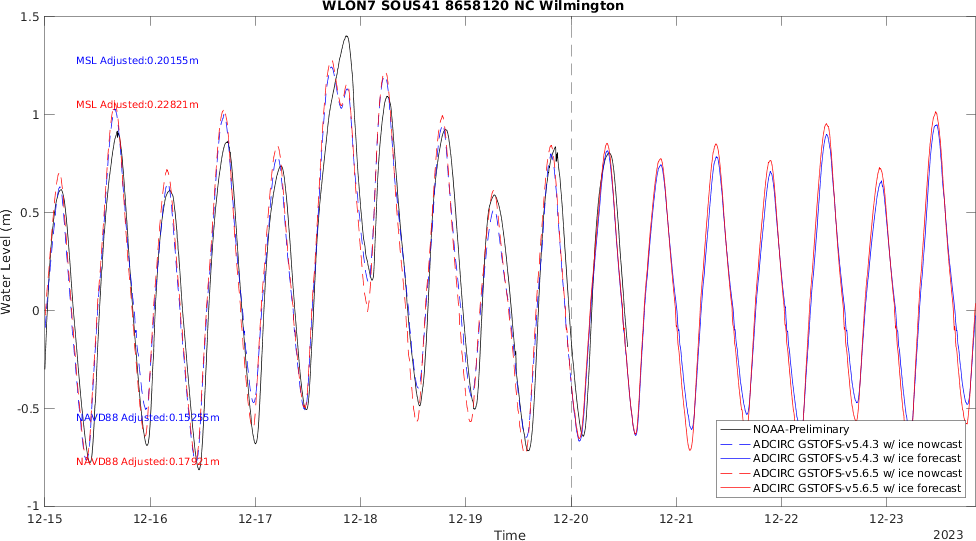 WLON7 SOUS41 8658120 NC Wilmington
1.5
1
0.5
0
-0.5
-1
Water Level (m)
MSL Adjusted:0.20155m
MSL Adjusted:0.22821m
NAVD88 Adjusted:0.15255m
NAVD88 Adjusted:0.17921m
NOAA-Preliminary
ADCIRC GSTOFS-v5.4.3 w/ ice nowcast
ADCIRC GSTOFS-v5.4.3 w/ ice forecast
ADCIRC GSTOFS-v5.6.5 w/ ice nowcast
ADCIRC GSTOFS-v5.6.5 w/ ice forecast
12-15 12-16 12-17 12-18 12-19 12-20 12-21 12-22 12-23
Time
2023